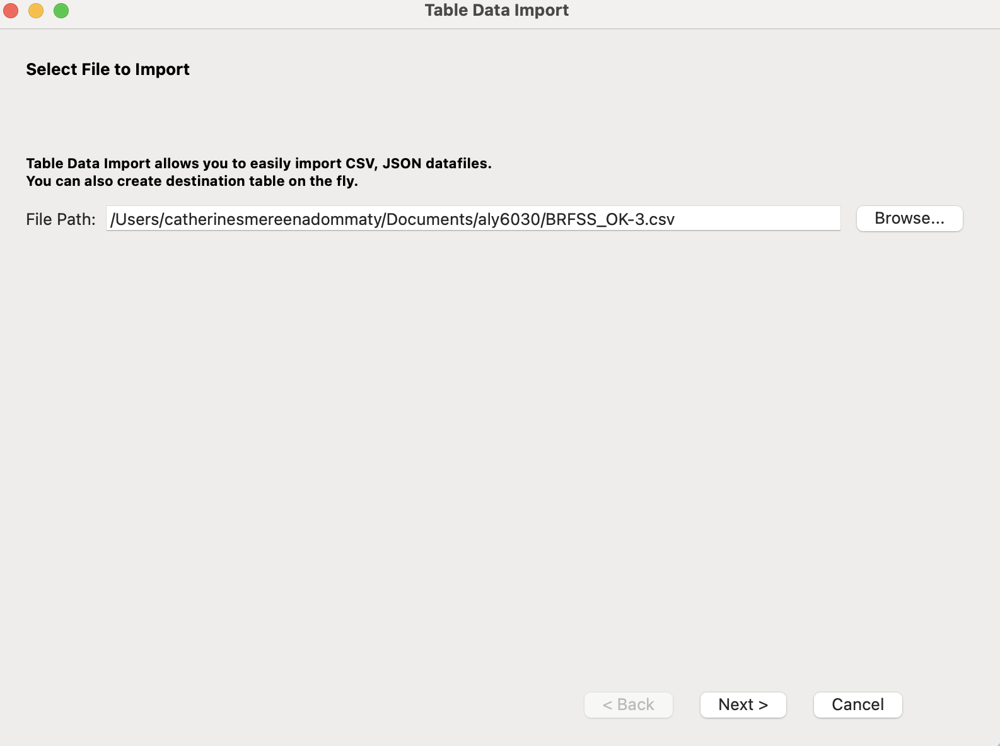 Table Data Import
Select File to Import
Table Data Import allows you to easily import CSV, JSON datafiles.
You can also create destination table on the fly.
File Path: /Users/catherinesmereenadommaty/Documents/aly6030/BRFSS_OK-3.csv Browse...
< Back Next > Cancel